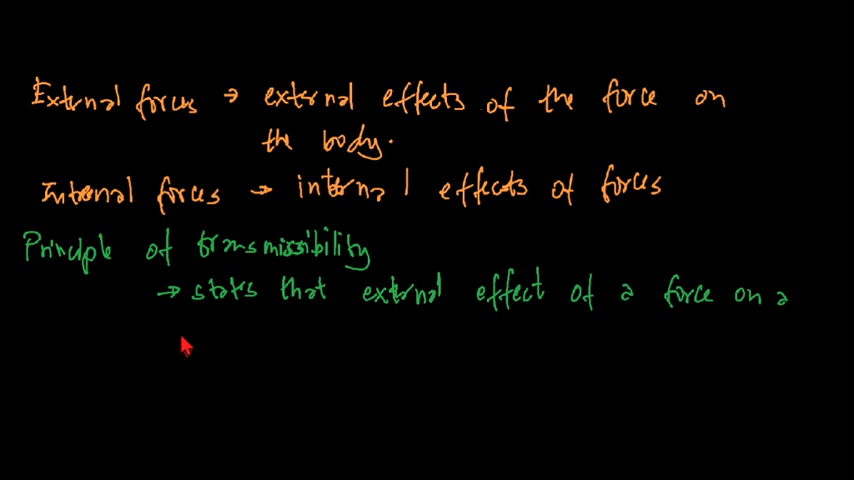 External forces → external effects of the force on
the body.
Internal forces → internal effects of forces
Principle of transmissibility
→ states that external effect of a force on a